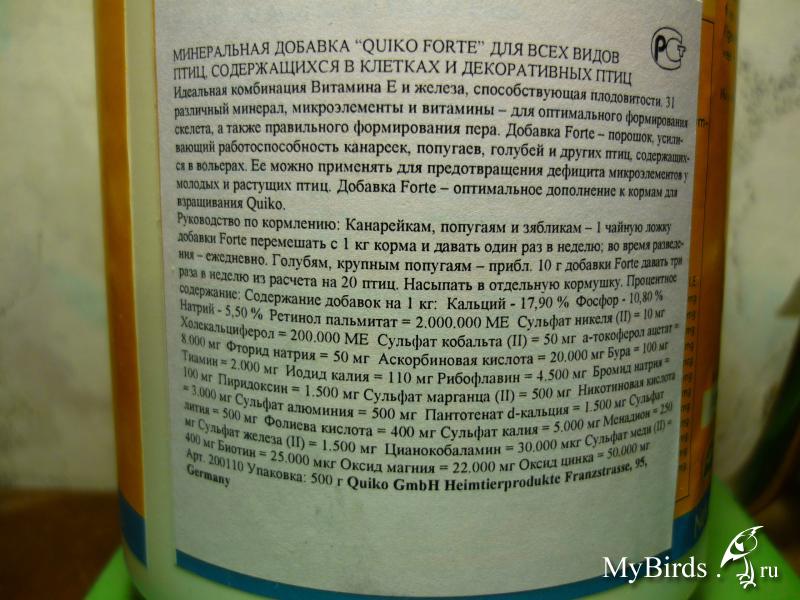 МИНЕРАЛЬНАЯ ДОБАВКА “QUIKO FORTE” ДЛЯ ВСЕХ ВИДОВ
ПТИЦ, СОДЕРЖАЩИХСЯ В КЛЕТКАХ И ДЕКОРАТИВНЫХ ПТИЦ
Идеальная комбинация Витамина Е и железа, способствующая плодовитости. 31
различный минерал, микроэлементы и витамины – для оптимального формирования
скелета, а также правильного формирования пера. Добавка Forte – порошок, усили-
вающий работоспособность канареек, попугаев, голубей и других птиц, содержащих-
ся в вольерах. Ее можно применять для предотвращения дефицита микроэлементов у
молодых и растущих птиц. Добавка Forte – оптимальное дополнение к кормам для
взращивания Quiko.
Руководство по кормлению: Канарейкам, попугаям и зябликам – 1 чайную ложку
добавки Forte перемешать с 1 кг корма и давать один раз в неделю; во время разведе-
ния – ежедневно. Голубям, крупным попугаям – прибл. 10 г добавки Forte давать три
раза в неделю из расчета на 20 птиц. Насыпать в отдельную кормушку. Процентное
содержание: Содержание добавок на 1 кг: Кальций - 17,90 % Фосфор - 10,80 %
Натрий - 5,50 % Ретинол пальмитат = 2.000.000 МЕ Сульфат никеля (II) = 10 мг
Холекальциферол = 200.000 МЕ Сульфат кобальта (II) = 50 мг а-токоферол ацетат =
8.000 мг Фторид натрия = 50 мг Аскорбиновая кислота = 20.000 мг Бура = 100 мг
Тиамин = 2.000 мг Иодид калия = 110 мг Рибофлавин = 4.500 мг Бромид натрия =
100 мг Пиридоксин = 1.500 мг Сульфат марганца (II) = 500 мг Никотиновая кислота
= 3.000 мг Сульфат алюминия = 500 мг Пантотенат d-кальция = 1.500 мг Сульфат
лития = 500 мг Фолиева кислота = 400 мг Сульфат калия = 5.000 мг Менадион = 250
мг Сульфат железа (II) = 1.500 мг Цианокобаламин = 30.000 мкг Сульфат меди (II) =
400 мг Биотин = 25.000 мкг Оксид магния = 22.000 мг Оксид цинка = 50.000 мг
Арт. 200110 Упаковка: 500 г Quiko GmbH Heimtierprodukte Franzstrasse, 95,
Germany
MyBirds.ru